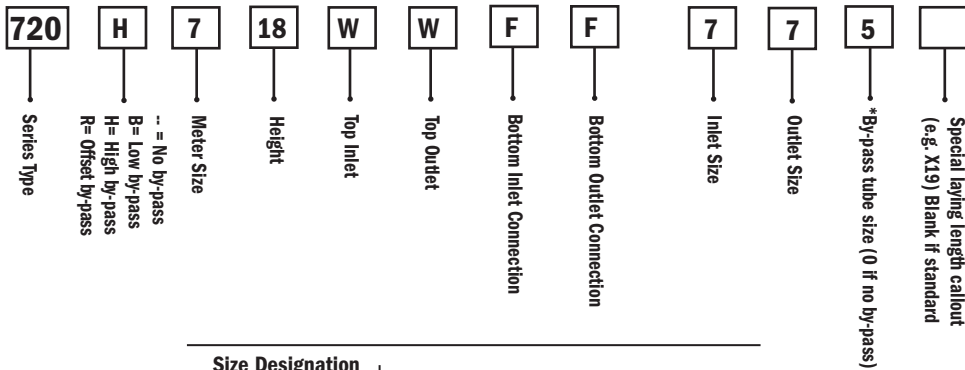 720 H 7 18 W W F F 7 7 5
Series Type
-- = No by-pass
B= Low by-pass
H= High by-pass
R= Offset by-pass
Meter Size
Height
Top Inlet
Top Outlet
Bottom Inlet Connection
Bottom Outlet Connection
Inlet Size
Outlet Size
*By-pass tube size (0 if no by-pass)
Special laying length callout
(e.g. X19) Blank if standard
Size Designation